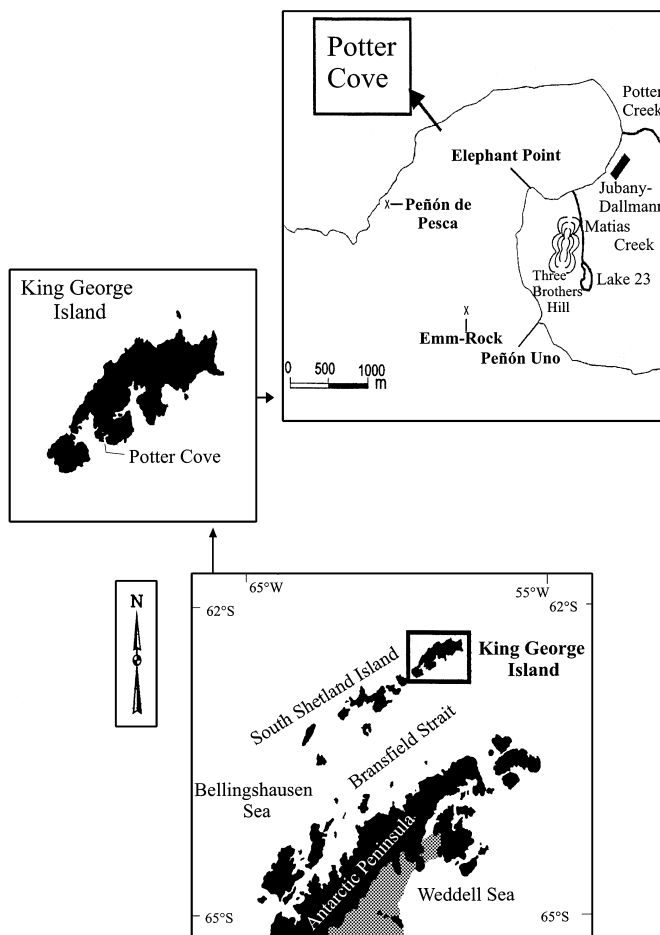 Potter
Cove
Potter
Creek
Elephant Point
Jubany-
Dallmann
Peñón de
Pesca
Matias
Creek
Three
Brothers
Hill
Lake 23
Emm-Rock
Peñón Uno
0 500 1000
m
King George
Island
Potter Cove
N
65°W
55°W
62°S
62°S
King George
Island
South Shetland Island
Bransfield Strait
Bellingshausen
Sea
Antarctic Peninsula
Weddell Sea
65°S
65°S